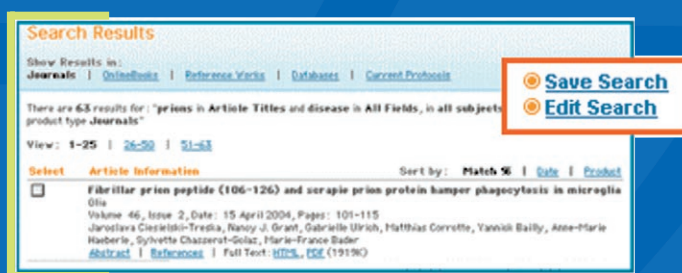 Search Results
Show Results in:
Journals | OnlineBooks | Reference Works | Databases | Current Protocols
Save Search
Edit Search
There are 63 results for: "prions in Article Titles and disease in All Fields, in all subjects
product type Journals"
View: 1-25 | 26-50 | 51-63
Select Article Information Sort by: Match % | Date | Product
Fibrillar prion peptide (106-126) and scrapie prion protein hamper phagocytosis in microglia
Glia
Volume 46, Issue 2, Date: 15 April 2004, Pages: 101-115
Jaroslava Ciesielski-Treska, Nancy J. Grant, Gabrielle Ulrich, Matthias Corrotte, Yannick Bailly, Anne-Marie
Haeberle, Sylvette Chasserot-Golaz, Marie-France Bader
Abstract | References | Full Text: HTML, PDF (1919K)